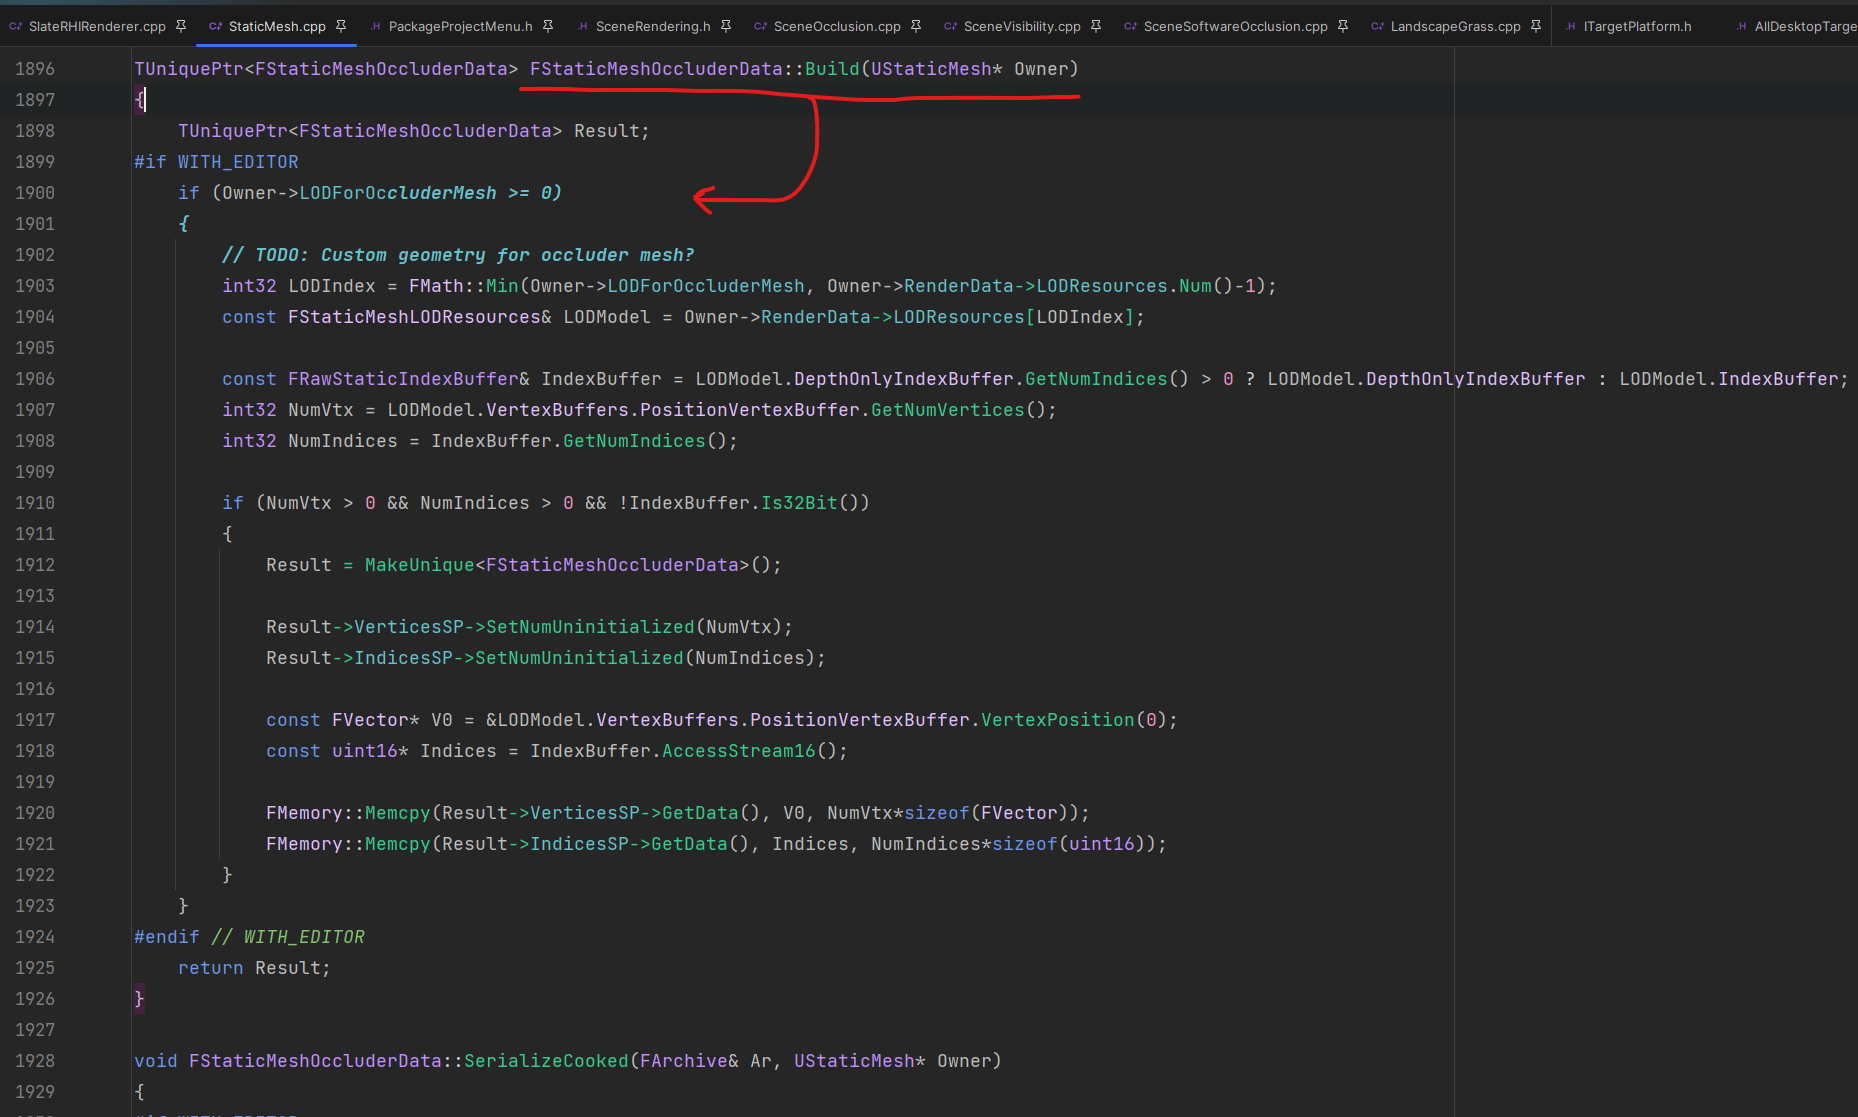 SlateRHIRenderer.cpp StaticMesh.cpp PackageProjectMenu.h SceneRendering.h SceneOcclusion.cpp SceneVisibility.cpp SceneSoftwareOcclusion.cpp LandscapeGrass.cpp ITargetPlatform.h AllDesktopTarge
1896 TUniquePtr<FStaticMeshOccluderData> FStaticMeshOccluderData::Build(UStaticMesh* Owner)
1897 {
1898 TUniquePtr<FStaticMeshOccluderData> Result;
1899 #if WITH_EDITOR
1900 if (Owner->LODForOccluderMesh >= 0)
1901 {
1902 // TODO: Custom geometry for occluder mesh?
1903 int32 LODIndex = FMath::Min(Owner->LODForOccluderMesh, Owner->RenderData->LODResources.Num()-1);
1904 const FStaticMeshLODResources& LODModel = Owner->RenderData->LODResources[LODIndex];
1905
1906 const FRawStaticIndexBuffer& IndexBuffer = LODModel.DepthOnlyIndexBuffer.GetNumIndices() > 0 ? LODModel.DepthOnlyIndexBuffer : LODModel.IndexBuffer;
1907 int32 NumVtx = LODModel.VertexBuffers.PositionVertexBuffer.GetNumVertices();
1908 int32 NumIndices = IndexBuffer.GetNumIndices();
1909
1910 if (NumVtx > 0 && NumIndices > 0 && !IndexBuffer.Is32Bit())
1911 {
1912 Result = MakeUnique<FStaticMeshOccluderData>();
1913
1914 Result->VerticesSP->SetNumUninitialized(NumVtx);
1915 Result->IndicesSP->SetNumUninitialized(NumIndices);
1916
1917 const FVector* V0 = &LODModel.VertexBuffers.PositionVertexBuffer.VertexPosition(0);
1918 const uint16* Indices = IndexBuffer.AccessStream16();
1919
1920 FMemory::Memcpy(Result->VerticesSP->GetData(), V0, NumVtx*sizeof(FVector));
1921 FMemory::Memcpy(Result->IndicesSP->GetData(), Indices, NumIndices*sizeof(uint16));
1922 }
1923 }
1924 #endif // WITH_EDITOR
1925 return Result;
1926 }
1927
1928 void FStaticMeshOccluderData::SerializeCooked(FArchive& Ar, UStaticMesh* Owner)
1929 {